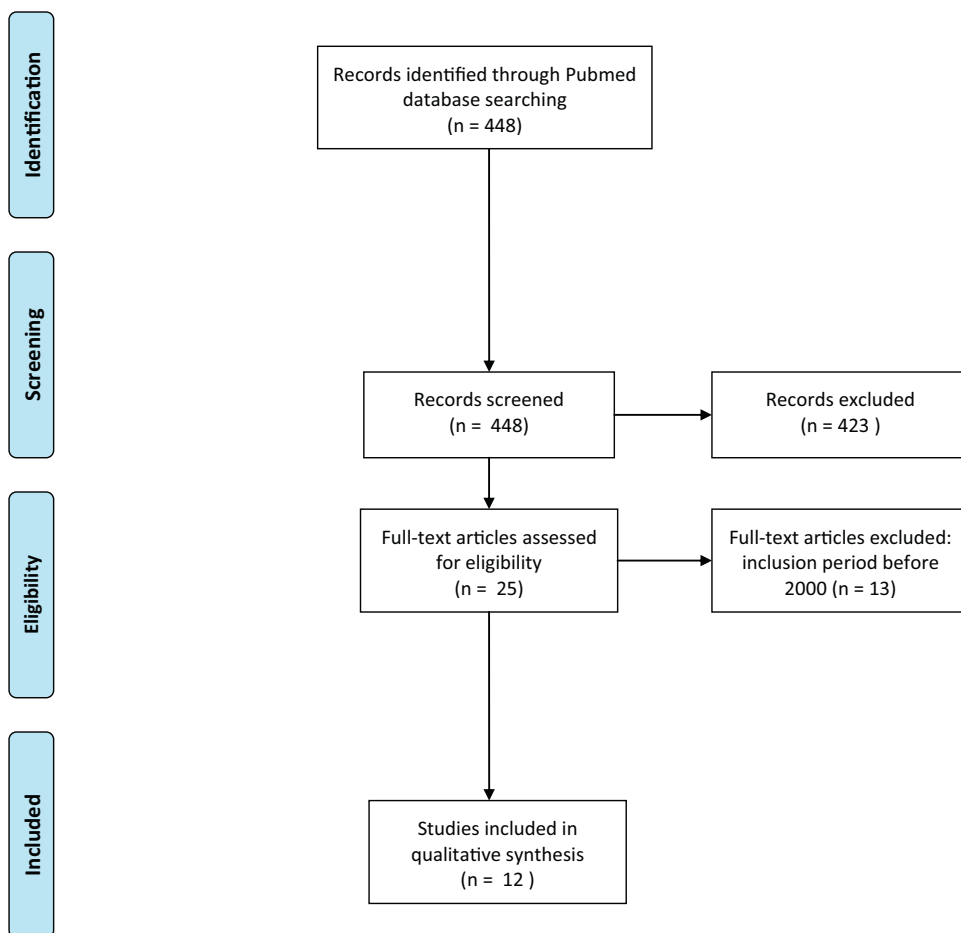 Identification
Records identified through Pubmed
database searching
(n = 448)
Screening
Records screened
(n = 448)
Records excluded
(n = 423 )
Eligibility
Full-text articles assessed
for eligibility
(n = 25)
Full-text articles excluded:
inclusion period before
2000 (n = 13)
Included
Studies included in
qualitative synthesis
(n = 12 )